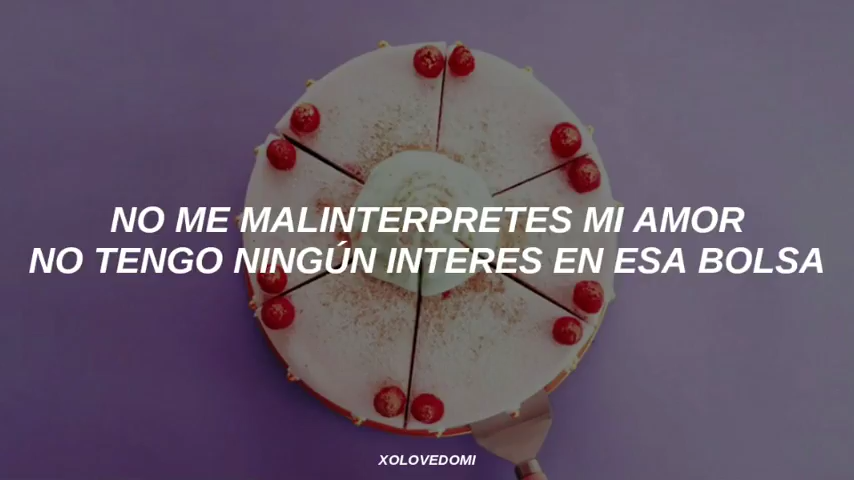 NO ME MALINTERPRETES MI AMOR
NO TENGO NINGÚN INTERES EN ESA BOLSA
XOLOVEDOMI